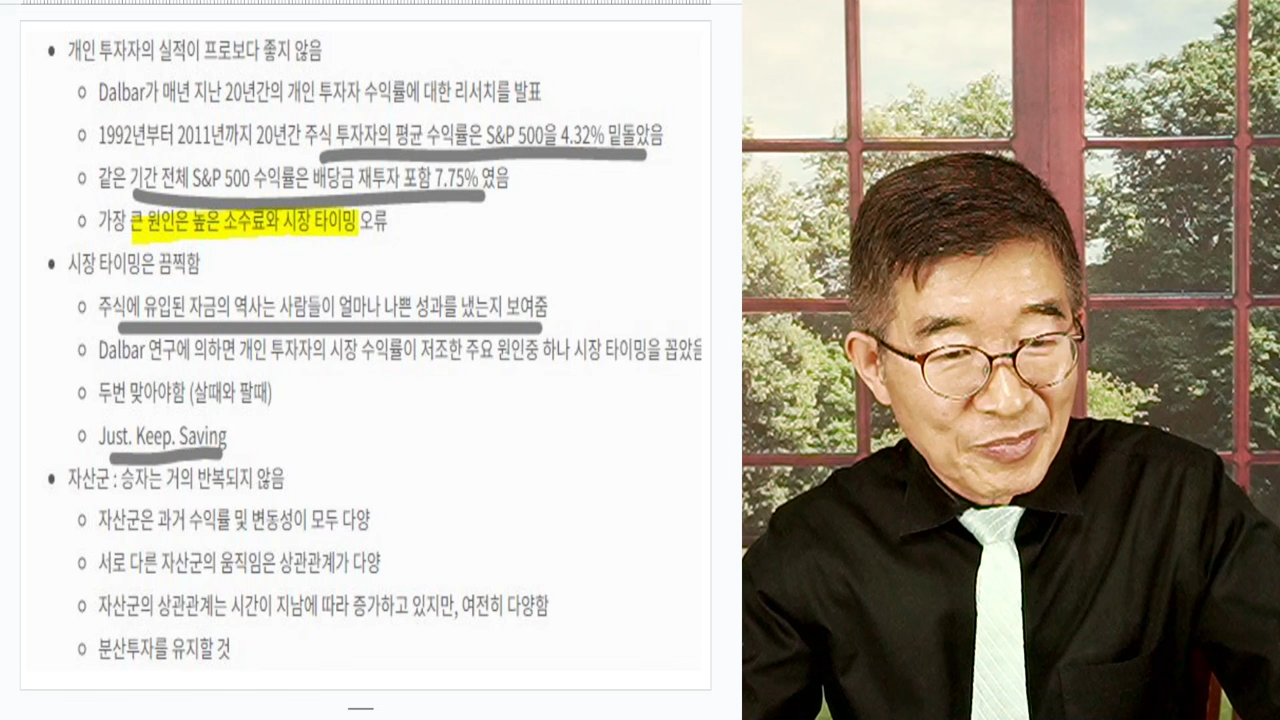 개인 투자자의 실적이 프로보다 좋지 않음
Dalbar가 매년 지난 20년간의 개인 투자자 수익률에 대한 리서치를 발표
1992년부터 2011년까지 20년간 주식 투자자의 평균 수익률은 S&P 500을 4.32% 밑돌았음
같은 기간 전체 S&P 500 수익률은 배당금 재투자 포함 7.75% 였음
가장 큰 원인은 높은 소수료와 시장 타이밍 오류
시장 타이밍은 끔찍함
주식에 유입된 자금의 역사는 사람들이 얼마나 나쁜 성과를 냈는지 보여줌
Dalbar 연구에 의하면 개인 투자자의 시장 수익률이 저조한 주요 원인중 하나 시장 타이밍을 꼽았음
두번 맞아야함 (살때와 팔때)
Just. Keep. Saving
자산군 : 승자는 거의 반복되지 않음
자산군은 과거 수익률 및 변동성이 모두 다양
서로 다른 자산군의 움직임은 상관관계가 다양
자산군의 상관관계는 시간이 지남에 따라 증가하고 있지만, 여전히 다양함
분산투자를 유지할 것